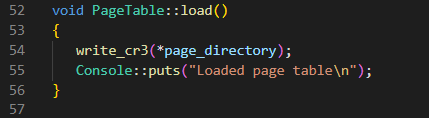 52 void PageTable::load()
53 {
54     write_cr3(*page_directory);
55     Console::puts("Loaded page table\n");
56 }
57